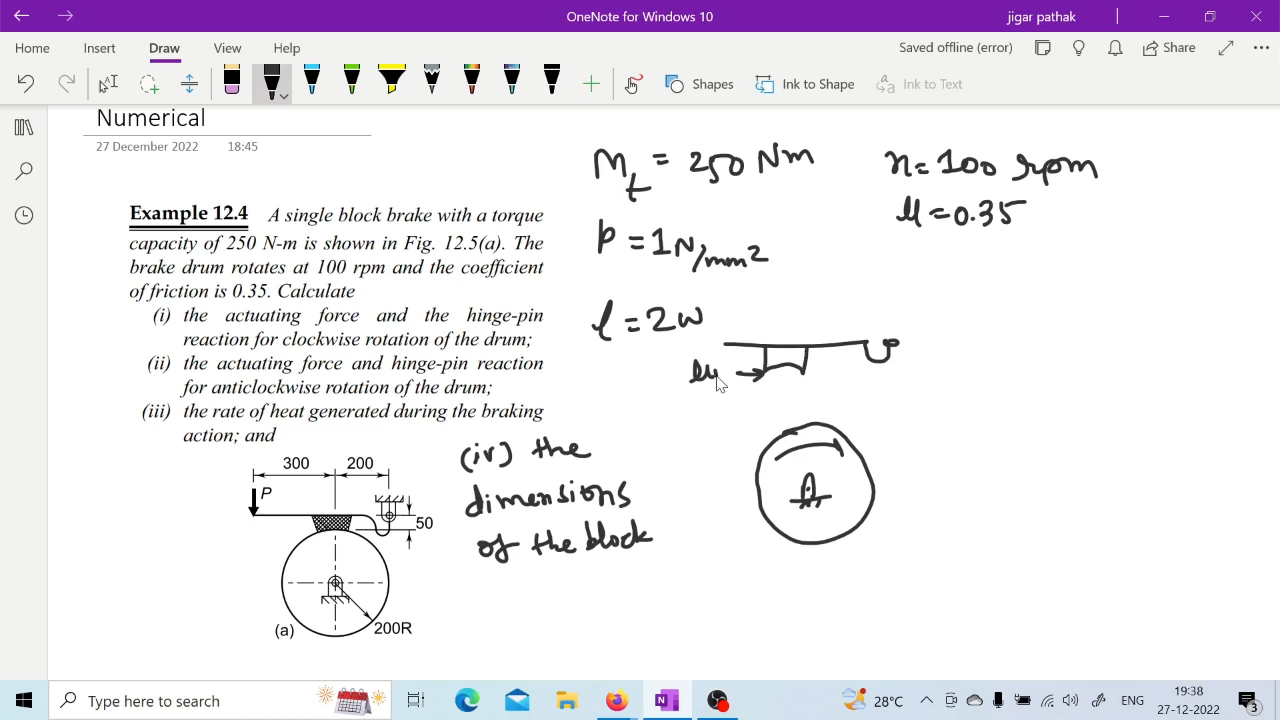 OneNote for Windows 10
jigar pathak
Home
Insert
Draw
View
Help
Saved offline (error)
Share
Shapes
Ink to Shape
Ink to Text
Numerical
27 December 2022 18:45
Example 12.4 A single block brake with a torque
capacity of 250 N-m is shown in Fig. 12.5(a). The
brake drum rotates at 100 rpm and the coefficient
of friction is 0.35. Calculate
(i) the actuating force and the hinge-pin
reaction for clockwise rotation of the drum;
(ii) the actuating force and hinge-pin reaction
for anticlockwise rotation of the drum;
(iii) the rate of heat generated during the braking
action; and
300
200
P
50
200R
(a)
(iv) the
dimensions
of the block
Mt = 250 Nm
n = 100 rpm
μ = 0.35
p = 1 N/mm2
l = 2w
Type here to search
28°C
ENG
19:38
27-12-2022
3